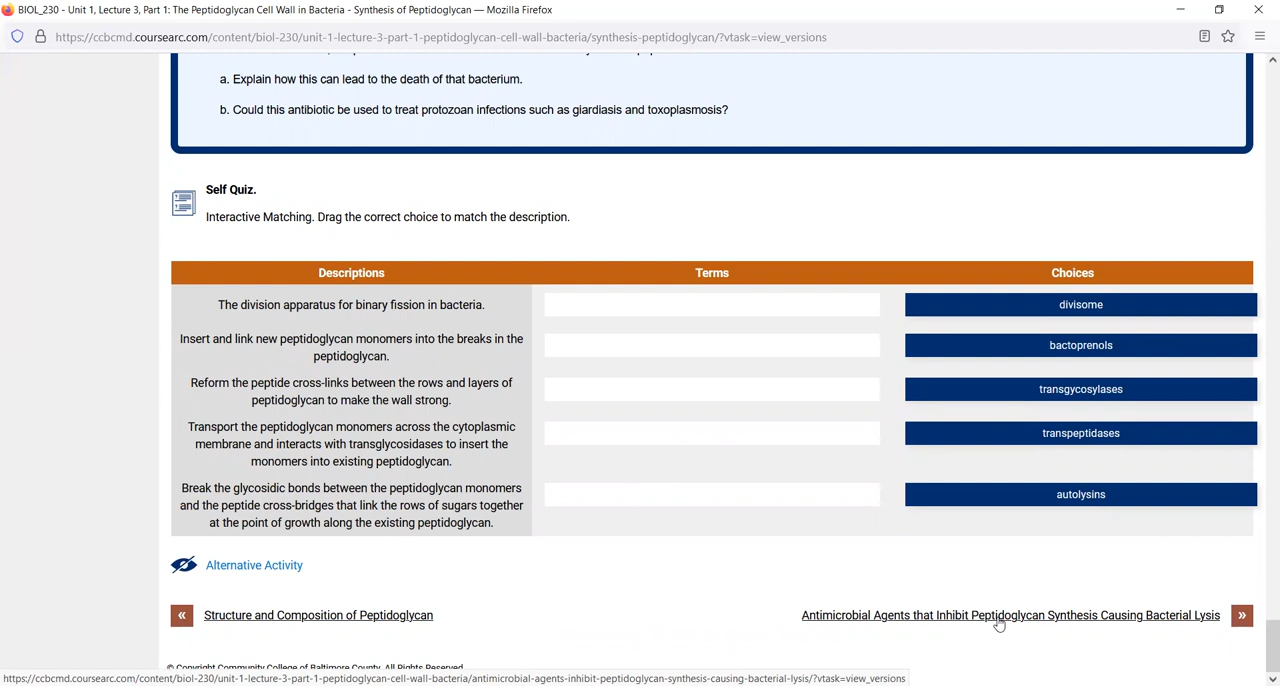 BIOL_230 - Unit 1, Lecture 3, Part 1: The Peptidoglycan Cell Wall in Bacteria - Synthesis of Peptidoglycan — Mozilla Firefox
https://ccbcmd.coursearc.com/content/biol-230/unit-1-lecture-3-part-1-peptidoglycan-cell-wall-bacteria/synthesis-peptidoglycan/?vtask=view_versions
a. Explain how this can lead to the death of that bacterium.
b. Could this antibiotic be used to treat protozoan infections such as giardiasis and toxoplasmosis?
Self Quiz.
Interactive Matching. Drag the correct choice to match the description.
Descriptions Terms Choices
The division apparatus for binary fission in bacteria. divisome
Insert and link new peptidoglycan monomers into the breaks in the
peptidoglycan.
bactoprenols
Reform the peptide cross-links between the rows and layers of
peptidoglycan to make the wall strong.
transgycosylases
Transport the peptidoglycan monomers across the cytoplasmic
membrane and interacts with transglycosidases to insert the
monomers into existing peptidoglycan.
transpeptidases
Break the glycosidic bonds between the peptidoglycan monomers
and the peptide cross-bridges that link the rows of sugars together
at the point of growth along the existing peptidoglycan.
autolysins
Alternative Activity
« Structure and Composition of Peptidoglycan
Antimicrobial Agents that Inhibit Peptidoglycan Synthesis Causing Bacterial Lysis »
© Copyright Community College of Baltimore County. All Rights Reserved.
https://ccbcmd.coursearc.com/content/biol-230/unit-1-lecture-3-part-1-peptidoglycan-cell-wall-bacteria/antimicrobial-agents-inhibit-peptidoglycan-synthesis-causing-bacterial-lysis/?vtask=view_versions